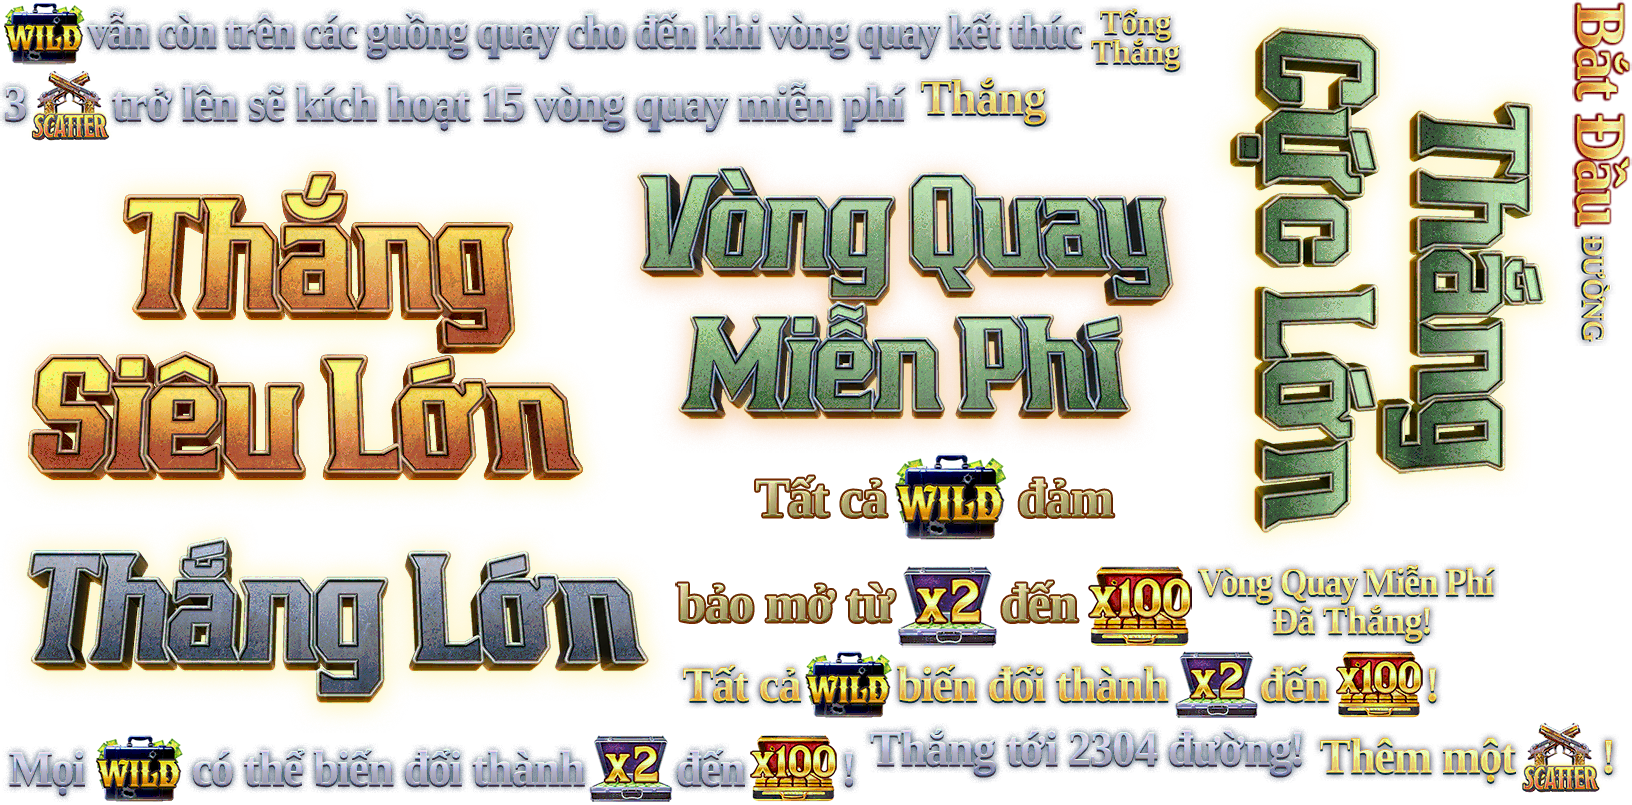 WILD vẫn còn trên các guồng quay cho đến khi vòng quay kết thúc
Tổng
Thắng
3 SCATTER trở lên sẽ kích hoạt 15 vòng quay miễn phí
Thắng
Thắng
Siêu Lớn
Vòng Quay
Miễn Phí
Thắng
Cực Lớn
Bắt Đầu
ĐƯỜNG
Thắng Lớn
Tất cả WILD đảm
bảo mở từ x2 đến x100
Vòng Quay Miễn Phí
Đã Thắng!
Tất cả WILD biến đổi thành x2 đến x100!
Mọi WILD có thể biến đổi thành x2 đến x100!
Thắng tới 2304 đường!
Thêm một SCATTER!